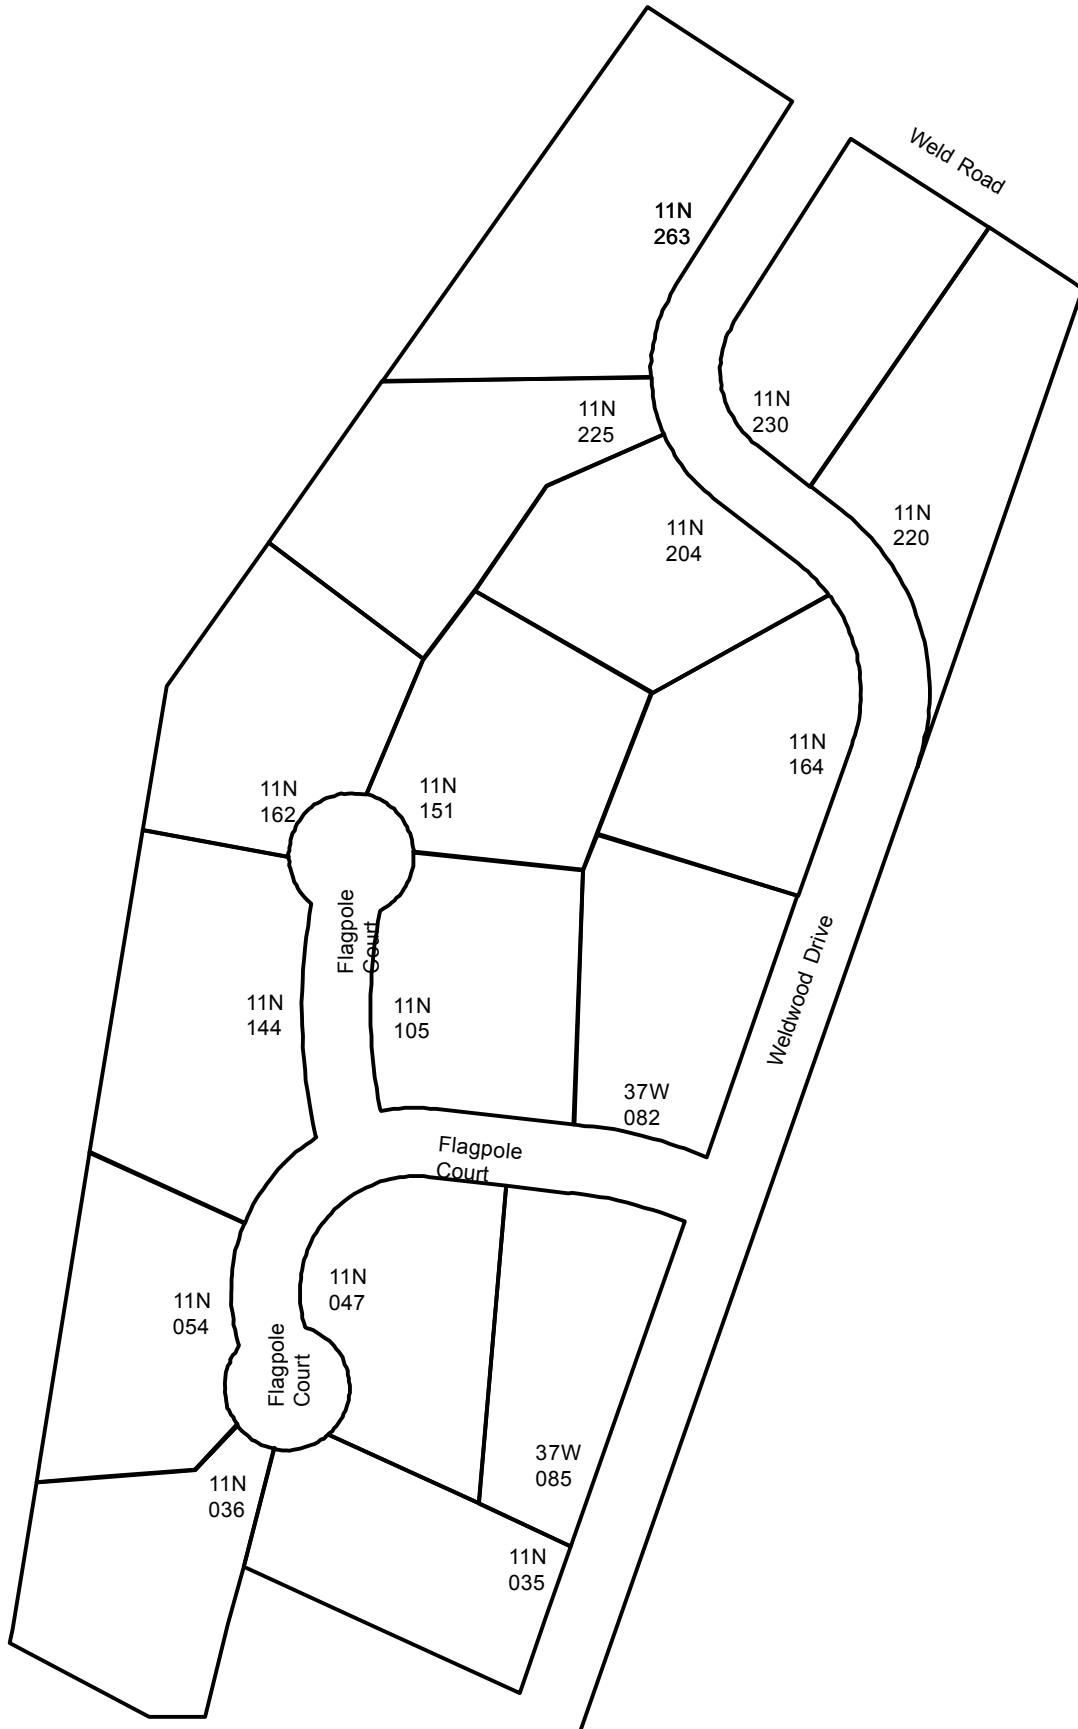 Weld Road
11N
263
11N
230
11N
225
11N
220
11N
204
11N
164
11N
162
11N
151
Flagpole
Court
Weldwood Drive
11N
144
11N
105
37W
082
Flagpole
Court
11N
047
11N
054
Flagpole
Court
37W
085
11N
036
11N
035